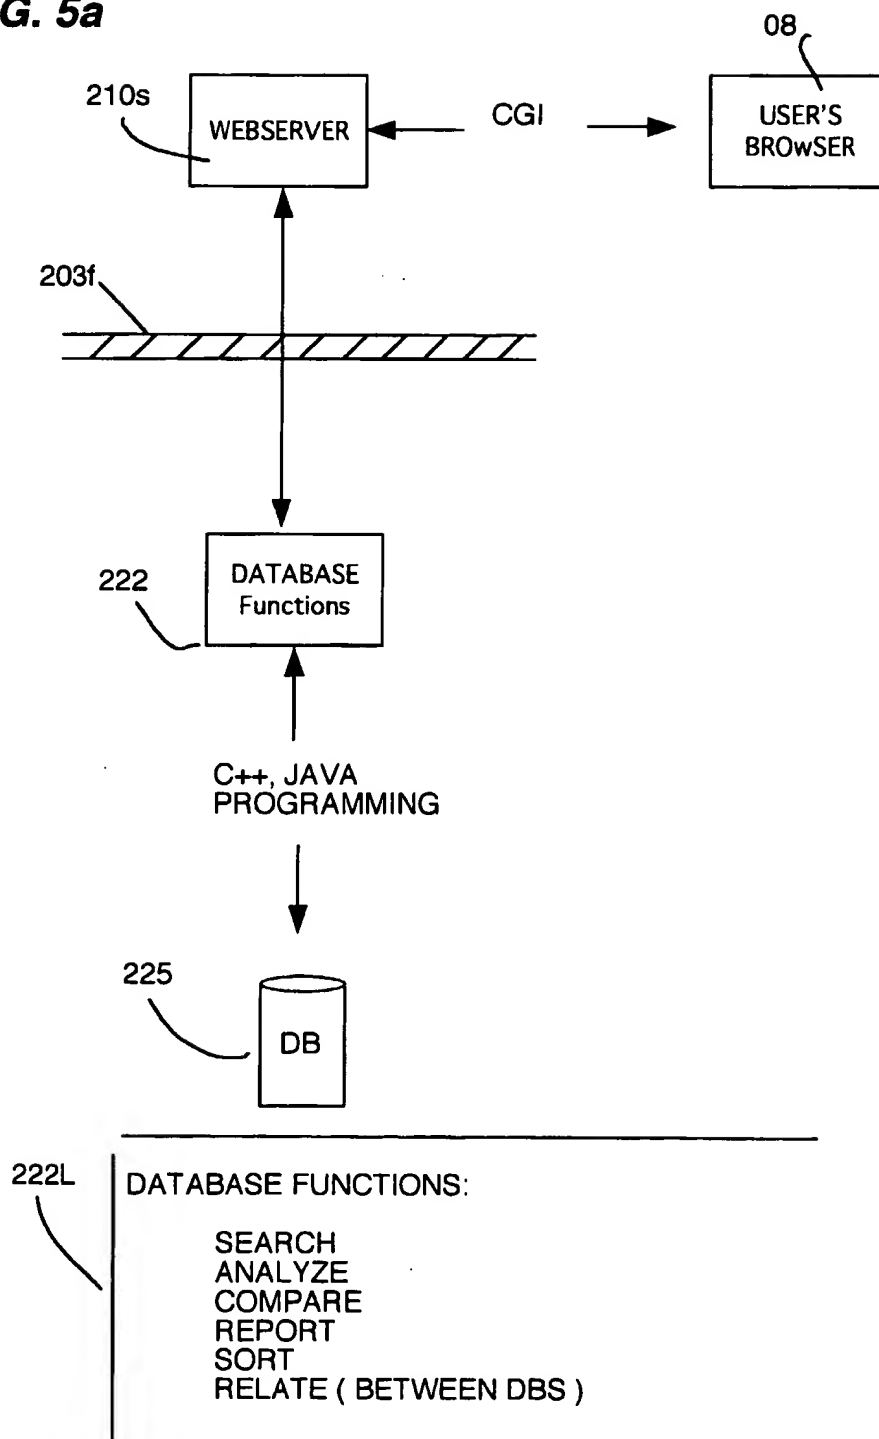 G. 5a
08
210s
WEBSERVER
CGI
USER'S
BROwSER
203f
222
DATABASE
Functions
C++, JAVA
PROGRAMMING
225
DB
222L
DATABASE FUNCTIONS:
SEARCH
ANALYZE
COMPARE
REPORT
SORT
RELATE ( BETWEEN DBS )